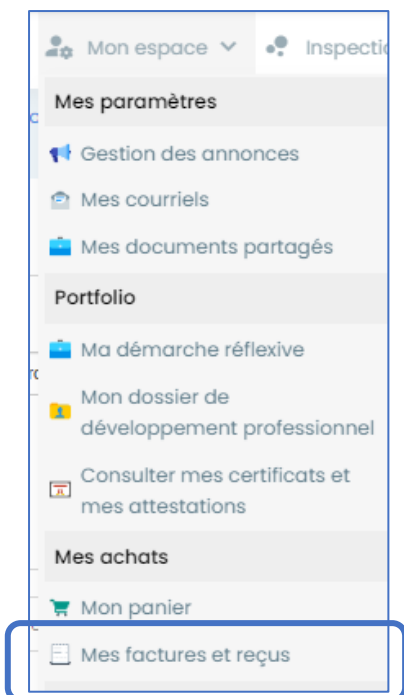 Mon espace
Mes paramètres
Gestion des annonces
Mes courriels
Mes documents partagés
Portfolio
Ma démarche réflexive
Mon dossier de
développement professionnel
Consulter mes certificats et
mes attestations
Mes achats
Mon panier
Mes factures et reçus